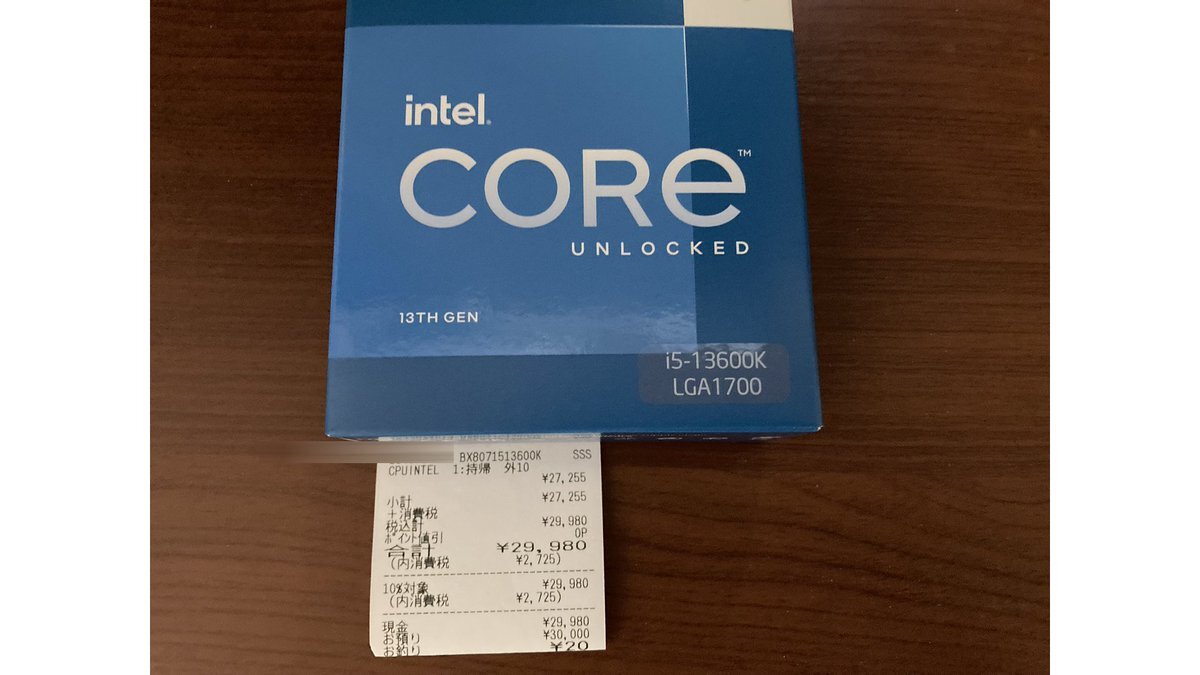 intel.
CORE™
UNLOCKED
13TH GEN
i5-13600K
LGA1700
BX8071513600K SSS
CPUINTEL 1:持帰 外10
¥27,255
小計 ¥27,255
+消費税
税込計 ¥29,980
ポイント値引 0P
合計 ¥29,980
(内消費税 ¥2,725)
10%対象 ¥29,980
(内消費税 ¥2,725)
現金 ¥29,980
お預り ¥30,000
お釣り ¥20